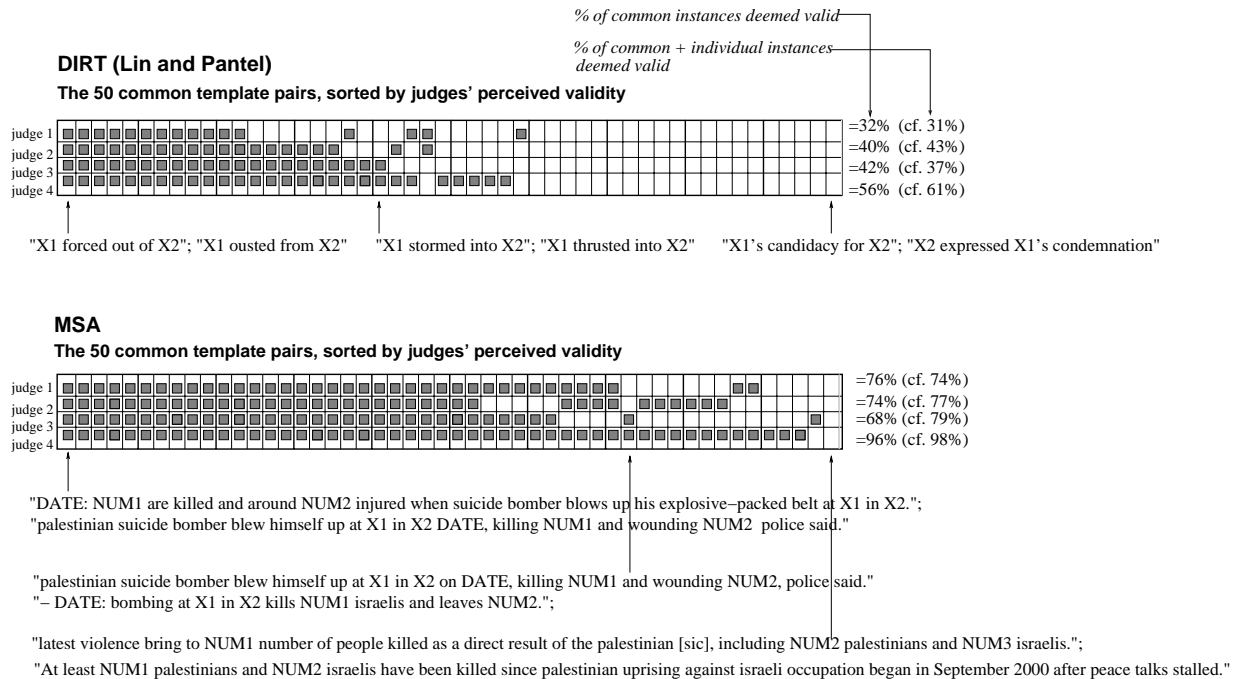 % of common instances deemed valid
% of common + individual instances
deemed valid
DIRT (Lin and Pantel)
The 50 common template pairs, sorted by judges’ perceived validity
judge 1 =32% (cf. 31%)
judge 2 =40% (cf. 43%)
judge 3 =42% (cf. 37%)
judge 4 =56% (cf. 61%)
"X1 forced out of X2"; "X1 ousted from X2" "X1 stormed into X2"; "X1 thrusted into X2" "X1’s candidacy for X2"; "X2 expressed X1’s condemnation"
MSA
The 50 common template pairs, sorted by judges’ perceived validity
judge 1 =76% (cf. 74%)
judge 2 =74% (cf. 77%)
judge 3 =68% (cf. 79%)
judge 4 =96% (cf. 98%)
"DATE: NUM1 are killed and around NUM2 injured when suicide bomber blows up his explosive−packed belt at X1 in X2.";
"palestinian suicide bomber blew himself up at X1 in X2 DATE, killing NUM1 and wounding NUM2 police said."
"palestinian suicide bomber blew himself up at X1 in X2 on DATE, killing NUM1 and wounding NUM2, police said."
"− DATE: bombing at X1 in X2 kills NUM1 israelis and leaves NUM2.";
"latest violence bring to NUM1 number of people killed as a direct result of the palestinian [sic], including NUM2 palestinians and NUM3 israelis.";
"At least NUM1 palestinians and NUM2 israelis have been killed since palestinian uprising against israeli occupation began in September 2000 after peace talks stalled."